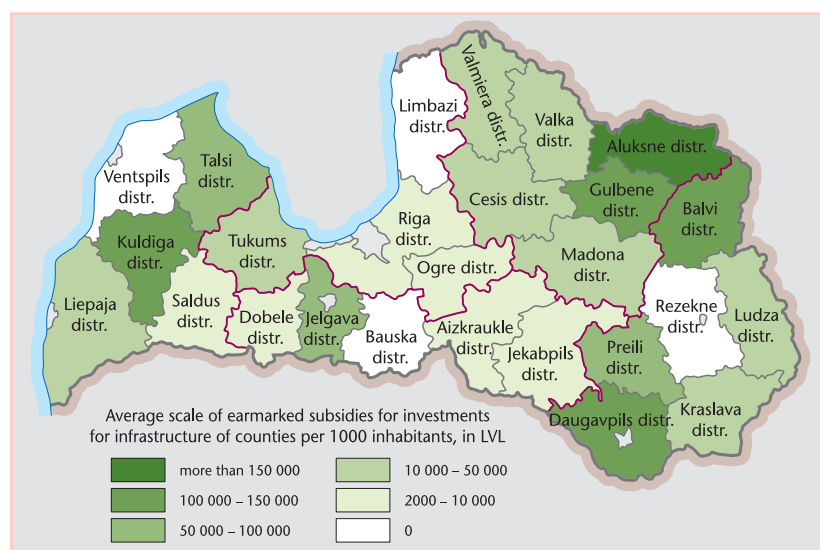 Valmiera distr.
Limbazi
distr.
Valka
distr.
Aluksne distr.
Talsi
distr.
Ventspils
distr.
Cesis distr.
Gulbene
distr.
Balvi
distr.
Riga
distr.
Kuldiga
distr.
Tukums
distr.
Madona
distr.
Ogre distr.
Liepaja
distr.
Saldus
distr.
Dobele
distr.
Jelgava
distr.
Bauska
distr.
Aizkraukle
distr.
Jekabpils
distr.
Rezekne
distr.
Ludza
distr.
Preili
distr.
Daugavpils distr.
Kraslava
distr.
Average scale of earmarked subsidies for investments
for infrastructure of counties per 1000 inhabitants, in LVL
more than 150 000
100 000 – 150 000
50 000 – 100 000
10 000 – 50 000
2000 – 10 000
0